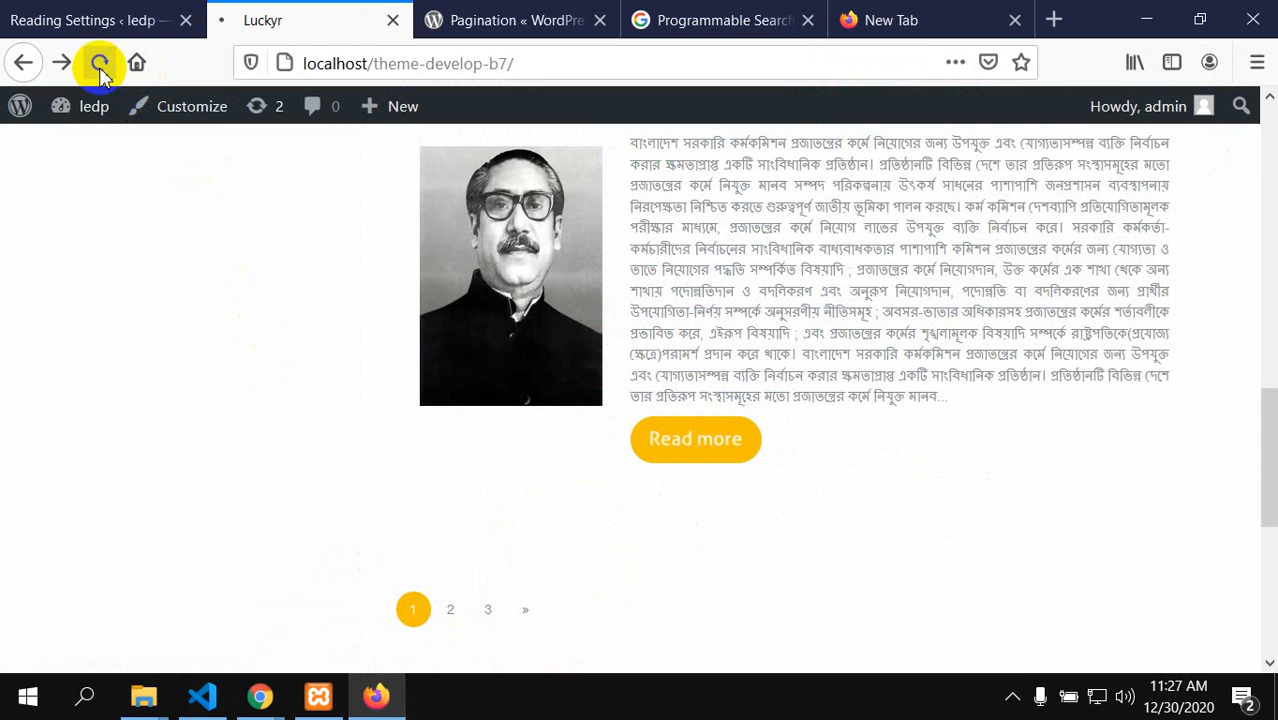 Reading Settings ‹ ledp —
Luckyr
Pagination « WordPre
Programmable Search
New Tab
localhost/theme-develop-b7/
ledp
Customize
2
0
New
Howdy, admin
বাংলাদেশ সরকারি কর্মকমিশন প্রজাতন্ত্রের কর্মে নিয়োগের জন্য উপযুক্ত এবং যোগ্যতাসম্পন্ন ব্যক্তি নির্বাচন
করার ক্ষমতাপ্রাপ্ত একটি সাংবিধানিক প্রতিষ্ঠান। প্রতিষ্ঠানটি বিভিন্ন দেশে তার প্রতিরূপ সংস্থাসমূহের মতো
প্রজাতন্ত্রের কর্মে নিযুক্ত মানব সম্পদ পরিকল্পনায় উৎকর্ষ সাধনের পাশাপাশি জনপ্রশাসন ব্যবস্থাপনায়
নিরপেক্ষতা নিশ্চিত করতে গুরুত্বপূর্ণ জাতীয় ভূমিকা পালন করছে। কর্ম কমিশন দেশব্যাপি প্রতিযোগিতামূলক
পরীক্ষার মাধ্যমে, প্রজাতন্ত্রের কর্মে নিয়োগ লাভের উপযুক্ত ব্যক্তি নির্বাচন করে। সরকারি কর্মকর্তা-
কর্মচারীদের নির্বাচনের সাংবিধানিক বাধ্যবাধকতার পাশাপাশি কমিশন প্রজাতন্ত্রের কর্মের জন্য যোগ্যতা ও
তাতে নিয়োগের পদ্ধতি সম্পর্কিত বিষয়াদি ; প্রজাতন্ত্রের কর্মে নিয়োগদান, উক্ত কর্মের এক শাখা থেকে অন্য
শাখায় পদোন্নতিদান ও বদলিকরণ এবং অনুরূপ নিয়োগদান, পদোন্নতি বা বদলিকরণের জন্য প্রার্থীর
উপযোগিতা-নির্ণয় সম্পর্কে অনুসরণীয় নীতিসমূহ ; অবসর-ভাতার অধিকারসহ প্রজাতন্ত্রের কর্মের শর্তাবলীকে
প্রভাবিত করে, এইরূপ বিষয়াদি ; এবং প্রজাতন্ত্রের কর্মের শৃঙ্খলামূলক বিষয়াদি সম্পর্কে রাষ্ট্রপতিকে(প্রযোজ্য
ক্ষেত্রে)পরামর্শ প্রদান করে থাকে। বাংলাদেশ সরকারি কর্মকমিশন প্রজাতন্ত্রের কর্মে নিয়োগের জন্য উপযুক্ত
এবং যোগ্যতাসম্পন্ন ব্যক্তি নির্বাচন করার ক্ষমতাপ্রাপ্ত একটি সাংবিধানিক প্রতিষ্ঠান। প্রতিষ্ঠানটি বিভিন্ন দেশে
তার প্রতিরূপ সংস্থাসমূহের মতো প্রজাতন্ত্রের কর্মে নিযুক্ত মানব...
Read more
1 2 3 »
11:27 AM
12/30/2020
2